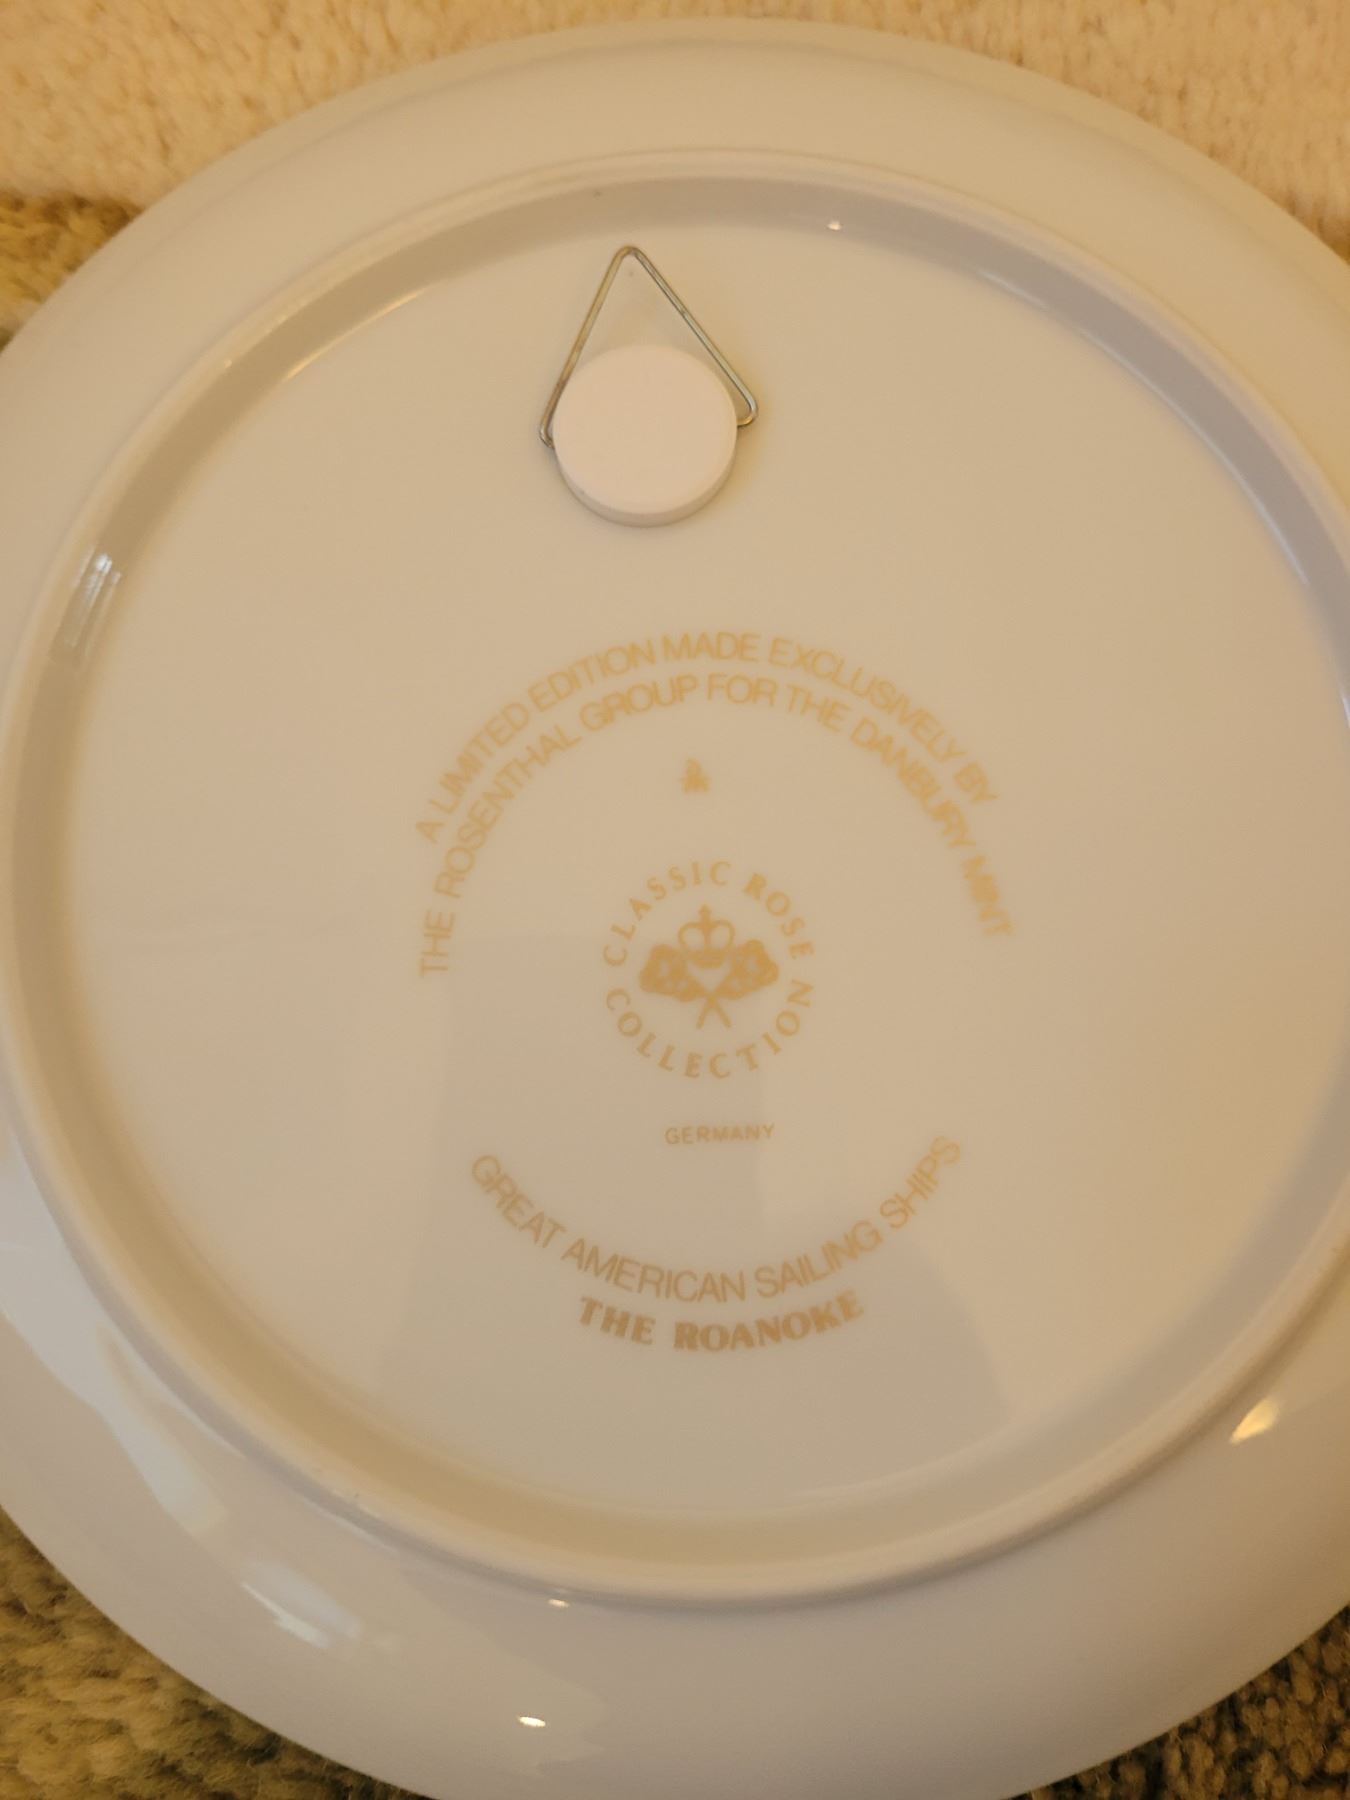 A LIMITED EDITION MADE EXCLUSIVELY BY
THE ROSENTHAL GROUP FOR THE DANBURY MINT
CLASSIC ROSE
COLLECTION
GERMANY
GREAT AMERICAN SAILING SHIPS
THE ROANOKE